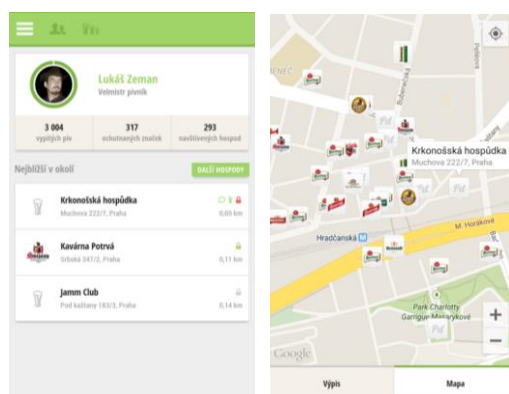 Lukáš Zeman
Velmistr pivník
3 004
vypitých piv
317
ochutnaných značek
293
navštívených hospod
Nejbližší v okolí
DALŠÍ HOSPODY
Krkonošská hospůdka
Muchova 222/7, Praha
0,05 km
Kavárna Potrvá
Srbská 347/2, Praha
0,11 km
Jamm Club
Pod kaštany 183/3, Praha
0,14 km
Pelléova
Bubenečská
Krkonošská hospůdka
Muchova 222/7, Praha
M. Horákové
Hradčanská M
Park Charlotty
Garrigue Masarykové
Google
+
−
Výpis
Mapa